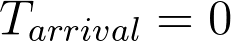 T_{arrival} = 0